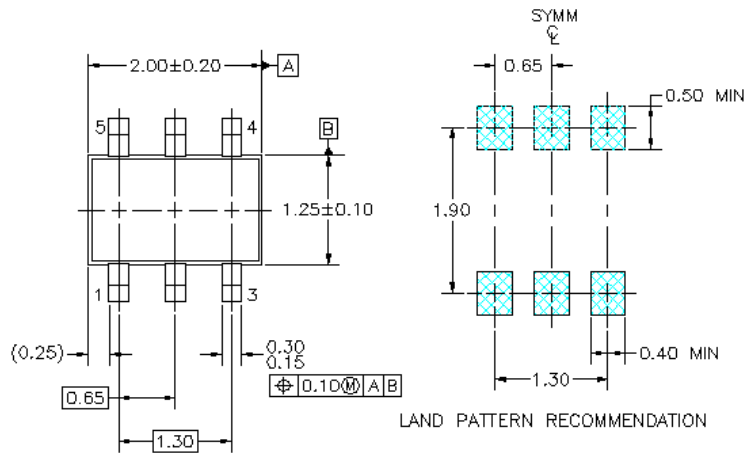 2.00±0.20
A
5
4
B
1.25±0.10
1
3
(0.25)
0.30
0.15
⌖ 0.10Ⓜ A B
0.65
1.30
SYMM
℄
0.65
0.50 MIN
1.90
0.40 MIN
1.30
LAND PATTERN RECOMMENDATION